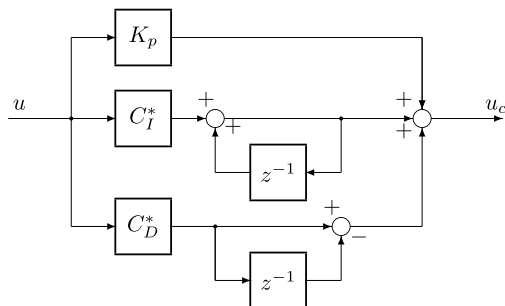 K_p
u
C_I^*
+
+
+
+
u_c
z^{-1}
C_D^*
+
−
z^{-1}